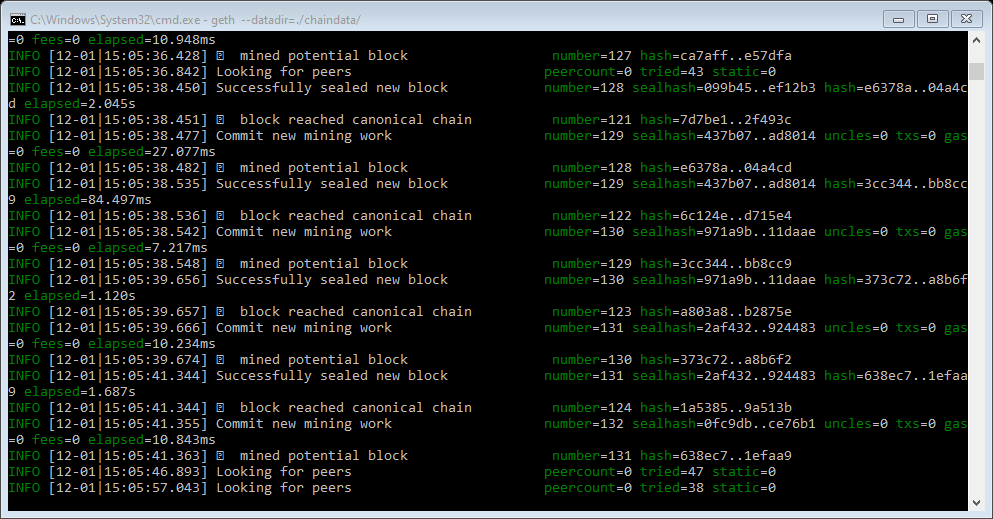 C:\Windows\System32\cmd.exe - geth --datadir=./chaindata/
=0 fees=0 elapsed=10.948ms
INFO [12-01|15:05:36.428] mined potential block number=127 hash=ca7aff..e57dfa
INFO [12-01|15:05:36.842] Looking for peers peercount=0 tried=43 static=0
INFO [12-01|15:05:38.450] Successfully sealed new block number=128 sealhash=099b45..ef12b3 hash=e6378a..04a4c
d elapsed=2.045s
INFO [12-01|15:05:38.451] block reached canonical chain number=121 hash=7d7be1..2f493c
INFO [12-01|15:05:38.477] Commit new mining work number=129 sealhash=437b07..ad8014 uncles=0 txs=0 gas
=0 fees=0 elapsed=27.077ms
INFO [12-01|15:05:38.482] mined potential block number=128 hash=e6378a..04a4cd
INFO [12-01|15:05:38.535] Successfully sealed new block number=129 sealhash=437b07..ad8014 hash=3cc344..bb8cc
9 elapsed=84.497ms
INFO [12-01|15:05:38.536] block reached canonical chain number=122 hash=6c124e..d715e4
INFO [12-01|15:05:38.542] Commit new mining work number=130 sealhash=971a9b..11daae uncles=0 txs=0 gas
=0 fees=0 elapsed=7.217ms
INFO [12-01|15:05:38.548] mined potential block number=129 hash=3cc344..bb8cc9
INFO [12-01|15:05:39.656] Successfully sealed new block number=130 sealhash=971a9b..11daae hash=373c72..a8b6f
2 elapsed=1.120s
INFO [12-01|15:05:39.657] block reached canonical chain number=123 hash=a803a8..b2875e
INFO [12-01|15:05:39.666] Commit new mining work number=131 sealhash=2af432..924483 uncles=0 txs=0 gas
=0 fees=0 elapsed=10.234ms
INFO [12-01|15:05:39.674] mined potential block number=130 hash=373c72..a8b6f2
INFO [12-01|15:05:41.344] Successfully sealed new block number=131 sealhash=2af432..924483 hash=638ec7..1efaa
9 elapsed=1.687s
INFO [12-01|15:05:41.344] block reached canonical chain number=124 hash=1a5385..9a513b
INFO [12-01|15:05:41.355] Commit new mining work number=132 sealhash=0fc9db..ce76b1 uncles=0 txs=0 gas
=0 fees=0 elapsed=10.843ms
INFO [12-01|15:05:41.363] mined potential block number=131 hash=638ec7..1efaa9
INFO [12-01|15:05:46.893] Looking for peers peercount=0 tried=47 static=0
INFO [12-01|15:05:57.043] Looking for peers peercount=0 tried=38 static=0